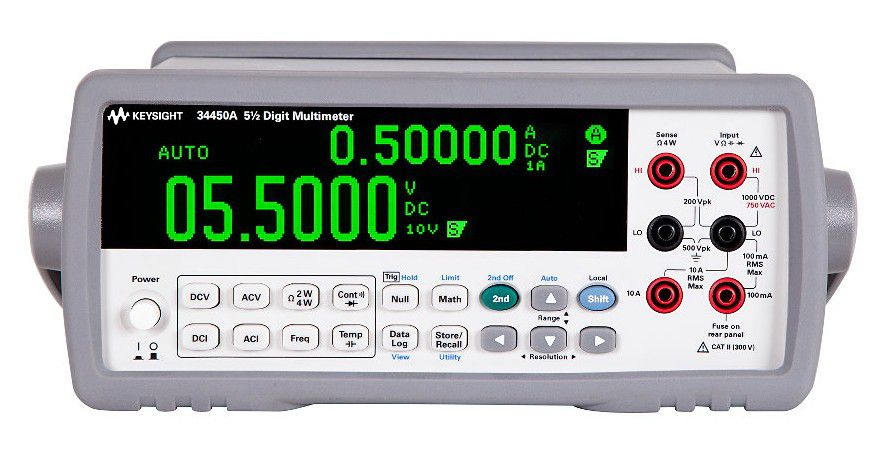 KEYSIGHT 34450A 5½ Digit Multimeter
AUTO
0.50000 A DC 1A
A
S
05.5000 V DC 10V
S
Sense
Ω 4 W
Input
HI
HI
1000 VDC
750 VAC
200 Vpk
LO
LO
500 Vpk
10 A
RMS
Max
100 mA
RMS
Max
10 A
100 mA
Fuse on
rear panel
CAT II (300 V)
Power
I O
DCV
ACV
Ω 2 W
4 W
Cont
Trig Hold
Null
Limit
Math
2nd Off
2nd
Auto
Local
Shift
Range
DCI
ACI
Freq
Temp
Data
Log
View
Store/
Recall
Utility
Resolution